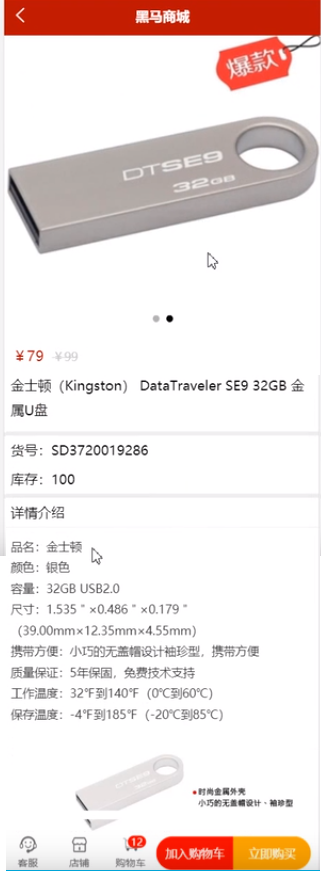 黑马商城
爆款
DTSE9
32GB
￥79 ￥99
金士顿（Kingston） DataTraveler SE9 32GB 金
属U盘
货号：SD3720019286
库存：100
详情介绍
品名：金士顿
颜色：银色
容量：32GB USB2.0
尺寸：1.535＂×0.486＂×0.179＂
（39.00mm×12.35mm×4.55mm）
携带方便：小巧的无盖帽设计袖珍型，携带方便
质量保证：5年保固，免费技术支持
工作温度：32℉到140℉（0℃到60℃）
保存温度：-4℉到185℉（-20℃到85℃）
DTSE9
•时尚金属外壳
小巧的无盖帽设计、袖珍型
12
客服 店铺 购物车 加入购物车 立即购买